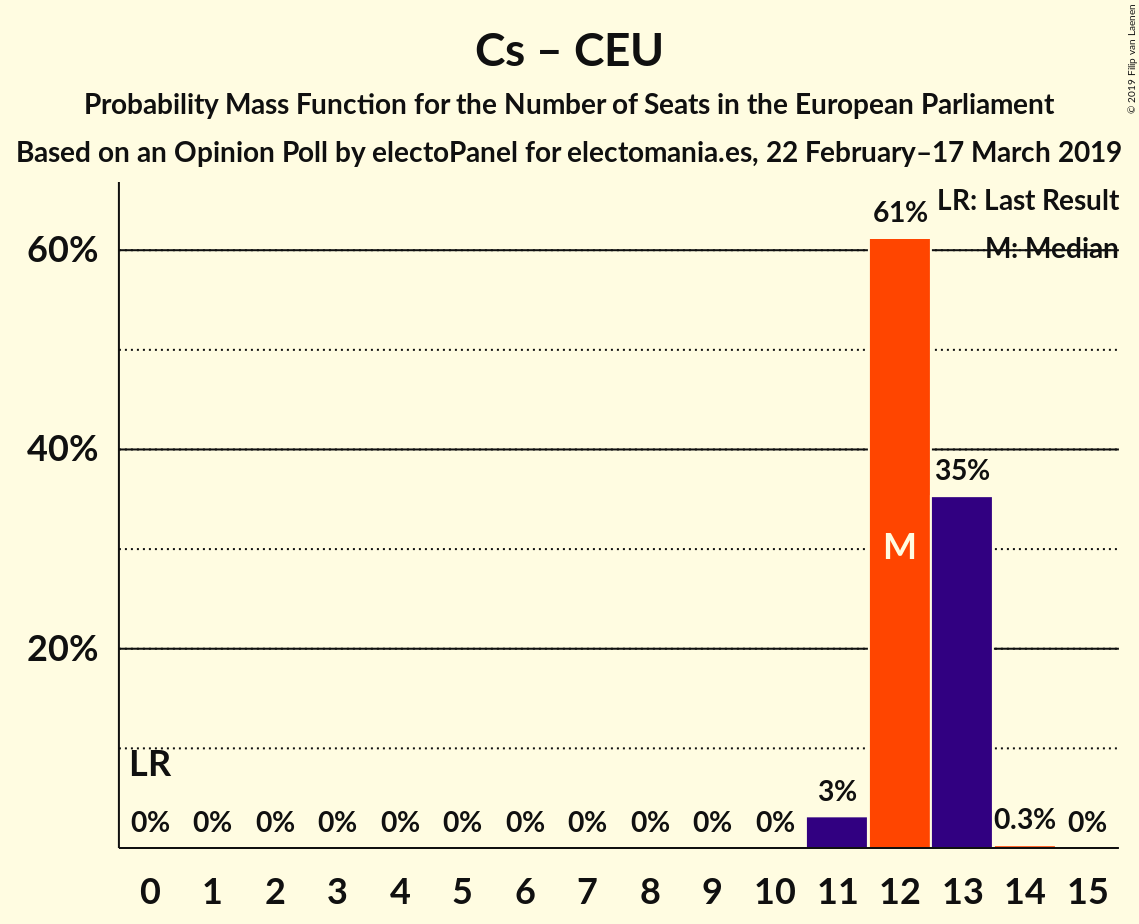 Cs – CEU
Probability Mass Function for the Number of Seats in the European Parliament
Based on an Opinion Poll by electoPanel for electomania.es, 22 February–17 March 2019
© 2019 Filip van Laenen
LR: Last Result
M: Median
60%
40%
20%
61%
35%
M
LR
0% 0% 0% 0% 0% 0% 0% 0% 0% 0% 0% 3% 0.3% 0%
0 1 2 3 4 5 6 7 8 9 10 11 12 13 14 15